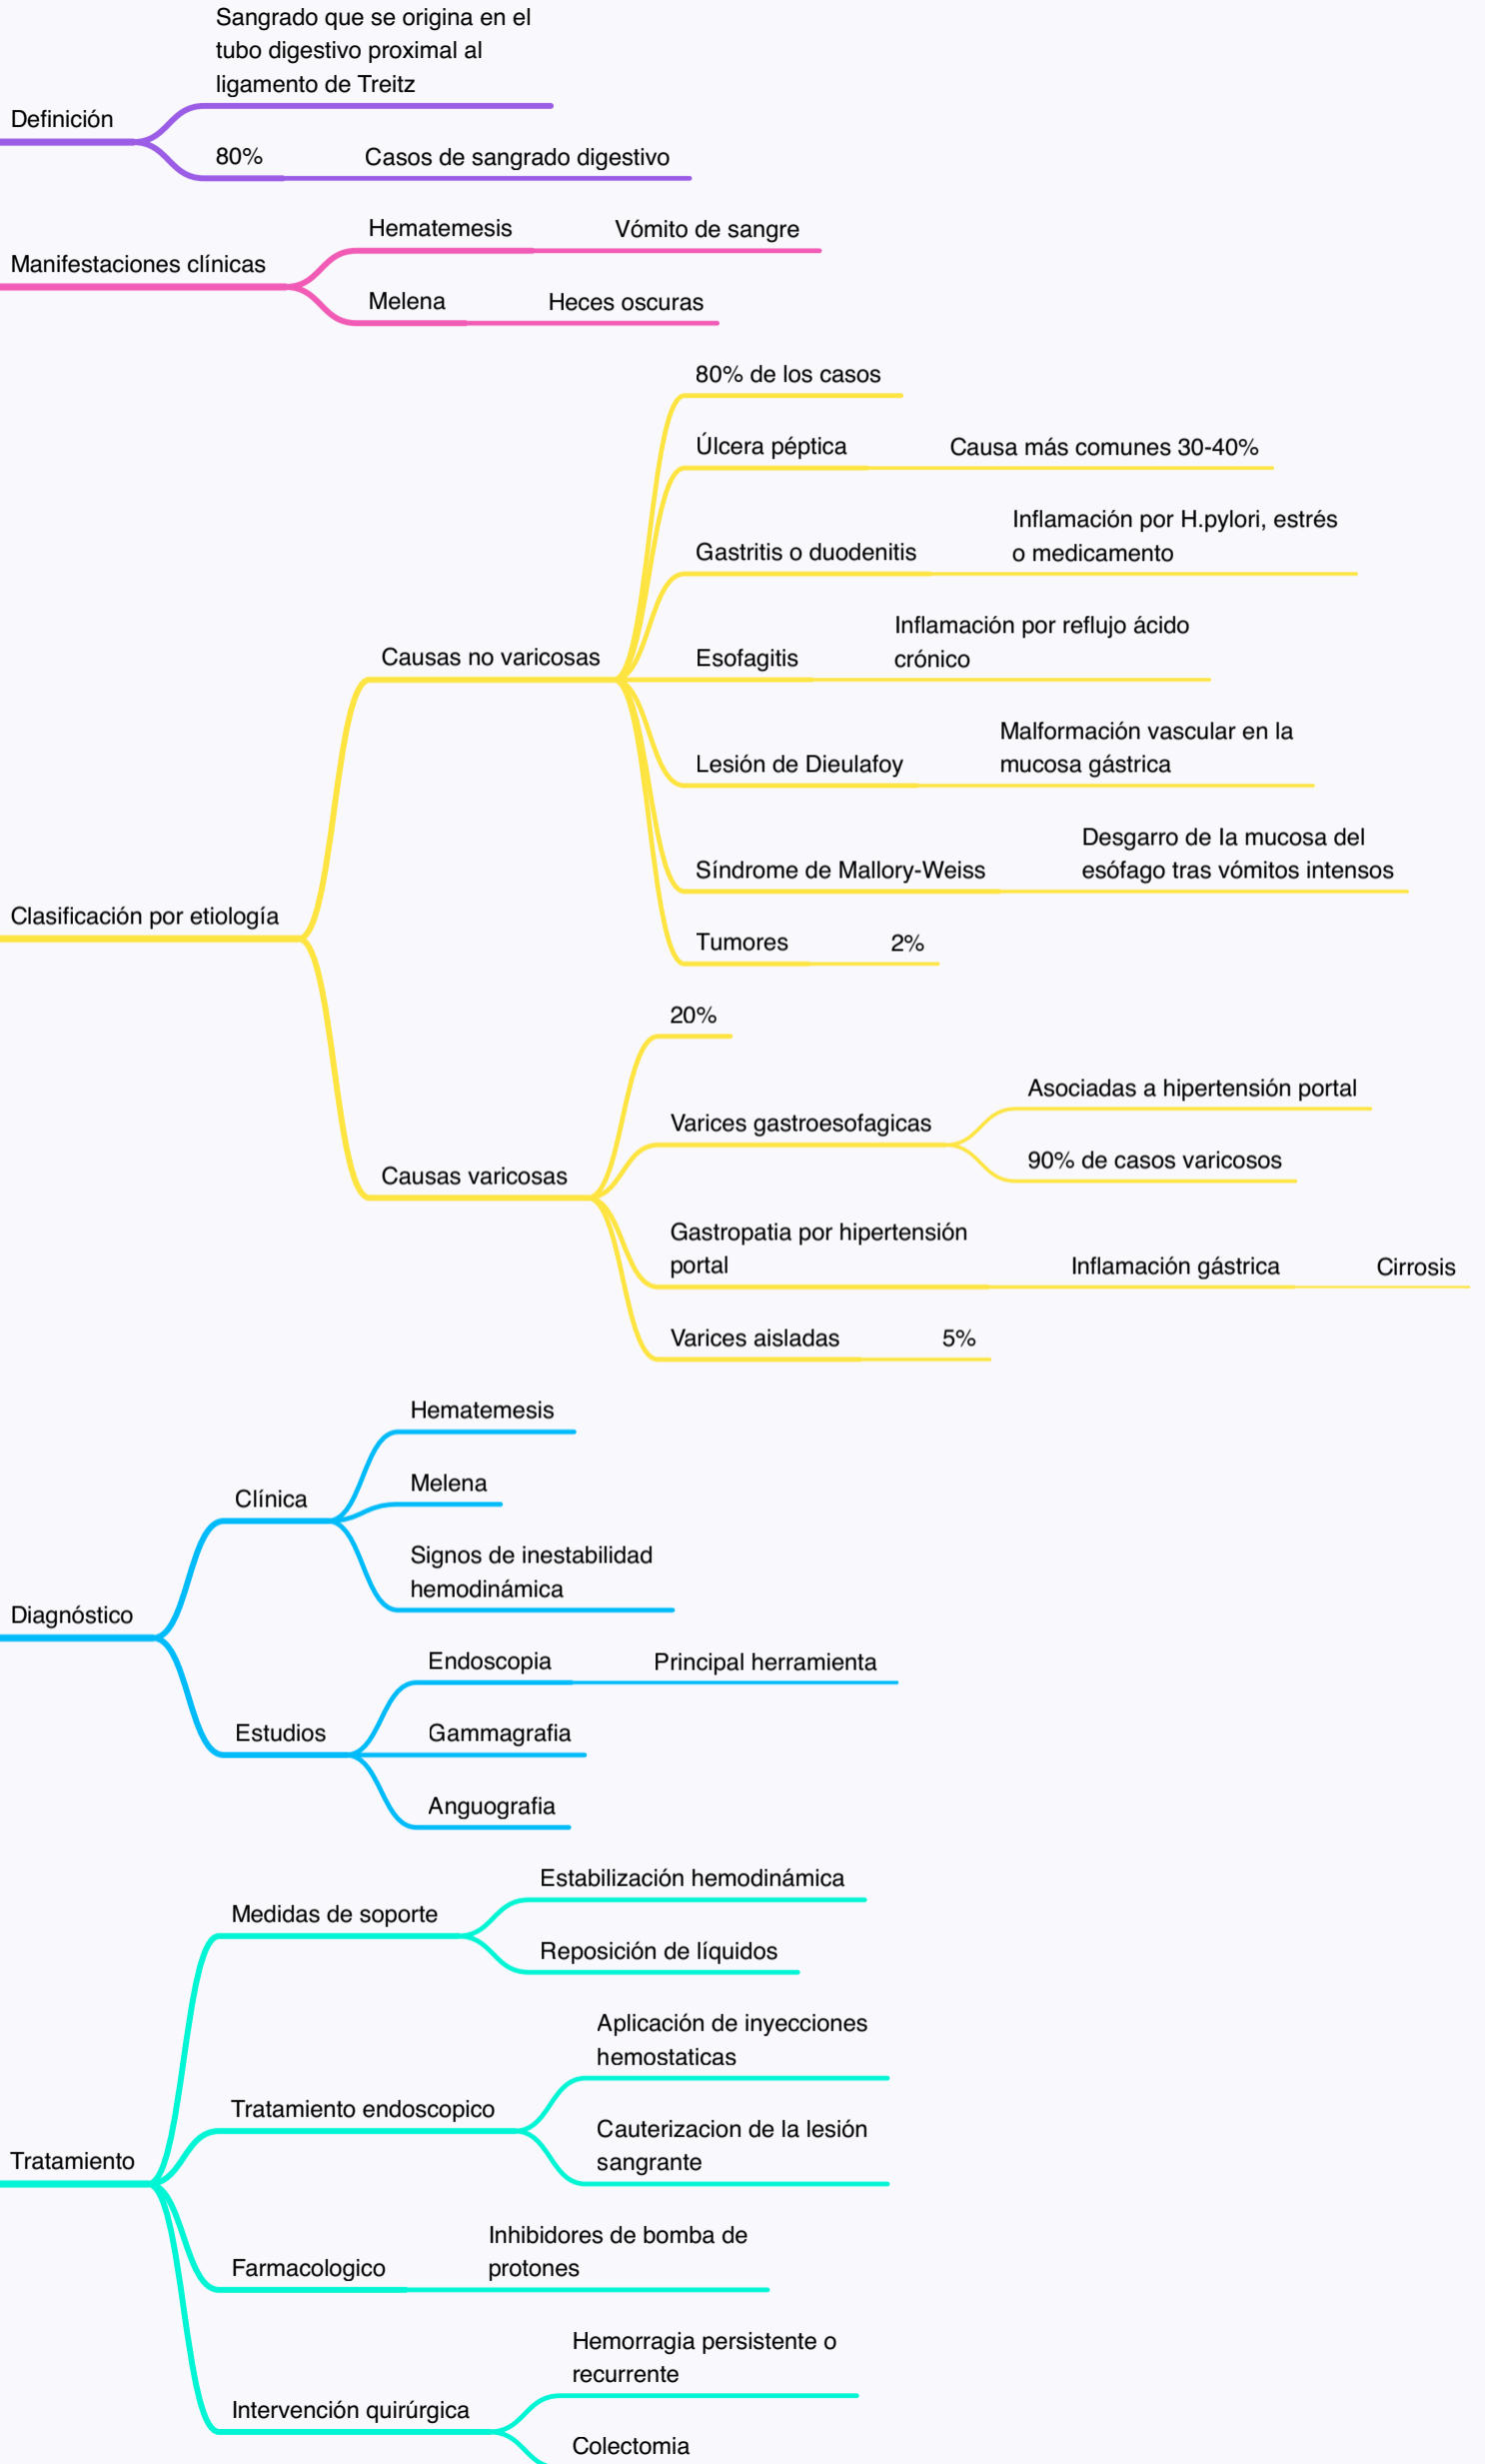 Sangrado que se origina en el
tubo digestivo proximal al
ligamento de Treitz
Definición
80%
Casos de sangrado digestivo
Hematemesis
Vómito de sangre
Manifestaciones clínicas
Melena
Heces oscuras
80% de los casos
Úlcera péptica
Causa más comunes 30-40%
Inflamación por H.pylori, estrés
o medicamento
Gastritis o duodenitis
Inflamación por reflujo ácido
crónico
Causas no varicosas
Esofagitis
Malformación vascular en la
mucosa gástrica
Lesión de Dieulafoy
Desgarro de la mucosa del
esófago tras vómitos intensos
Síndrome de Mallory-Weiss
Clasificación por etiología
Tumores
2%
20%
Asociadas a hipertensión portal
Varices gastroesofagicas
90% de casos varicosos
Causas varicosas
Gastropatia por hipertensión
portal
Inflamación gástrica
Cirrosis
Varices aisladas
5%
Hematemesis
Melena
Clínica
Signos de inestabilidad
hemodinámica
Diagnóstico
Endoscopia
Principal herramienta
Estudios
Gammagrafia
Anguografia
Estabilización hemodinámica
Medidas de soporte
Reposición de líquidos
Aplicación de inyecciones
hemostaticas
Tratamiento endoscopico
Cauterizacion de la lesión
sangrante
Tratamiento
Inhibidores de bomba de
protones
Farmacologico
Hemorragia persistente o
recurrente
Intervención quirúrgica
Colectomia